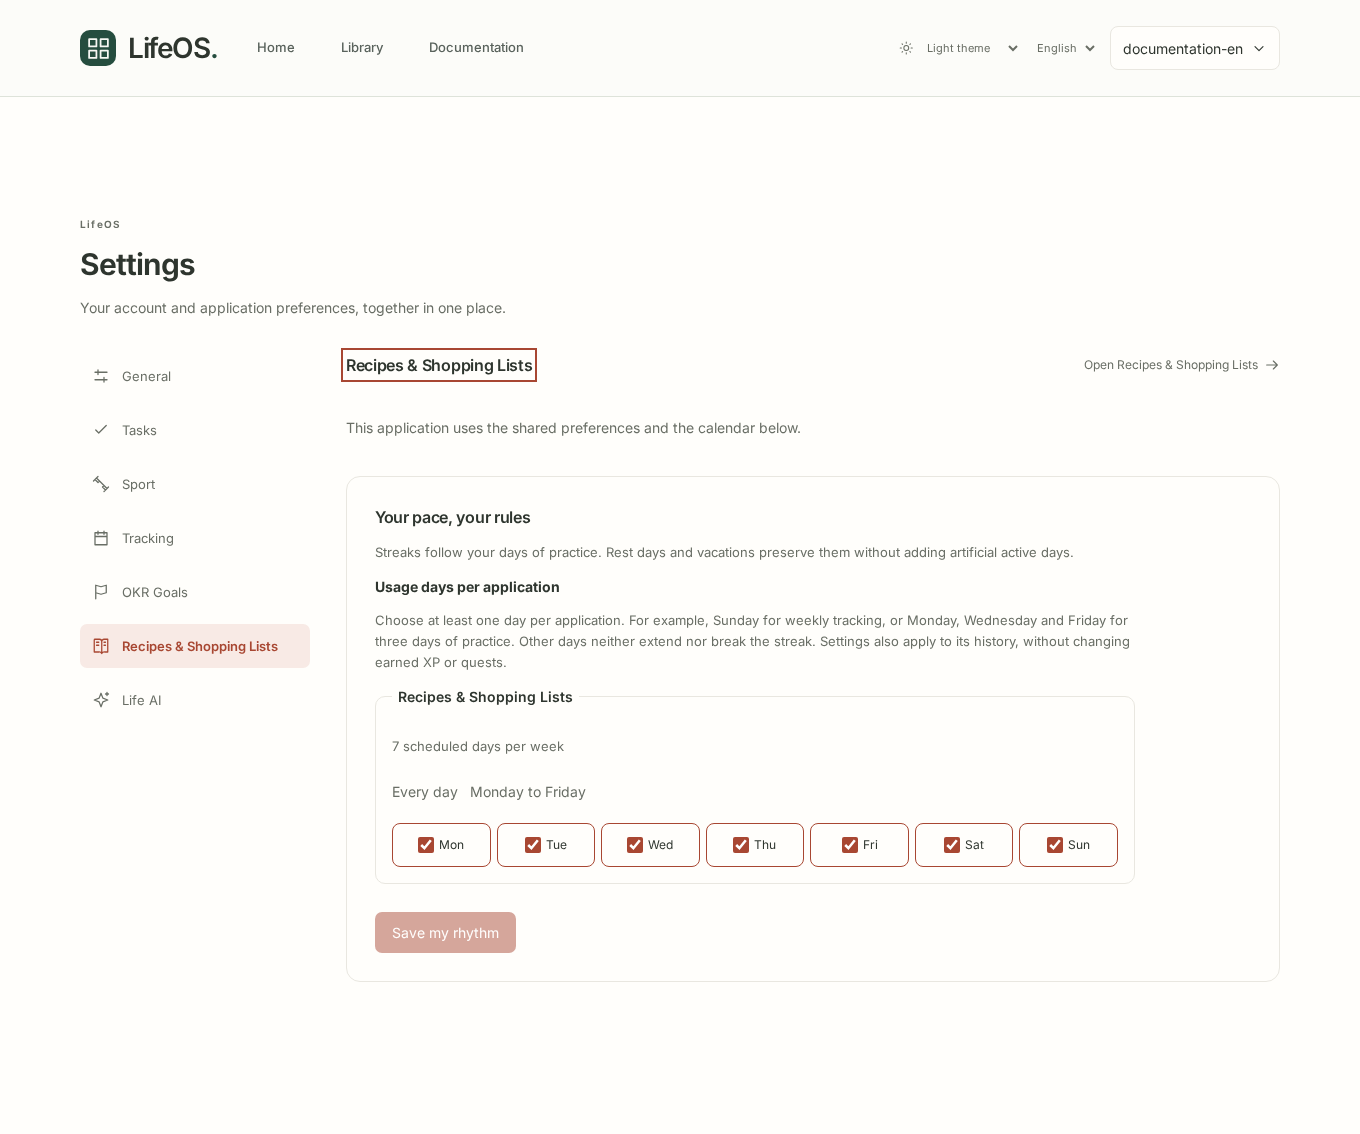 LifeOS.
Home
Library
Documentation
Light theme
English
documentation-en
LifeOS
Settings
Your account and application preferences, together in one place.
General
Tasks
Sport
Tracking
OKR Goals
Recipes & Shopping Lists
Life AI
Recipes & Shopping Lists
Open Recipes & Shopping Lists
This application uses the shared preferences and the calendar below.
Your pace, your rules
Streaks follow your days of practice. Rest days and vacations preserve them without adding artificial active days.
Usage days per application
Choose at least one day per application. For example, Sunday for weekly tracking, or Monday, Wednesday and Friday for
three days of practice. Other days neither extend nor break the streak. Settings also apply to its history, without changing
earned XP or quests.
Recipes & Shopping Lists
7 scheduled days per week
Every day Monday to Friday
Mon Tue Wed Thu Fri Sat Sun
Save my rhythm